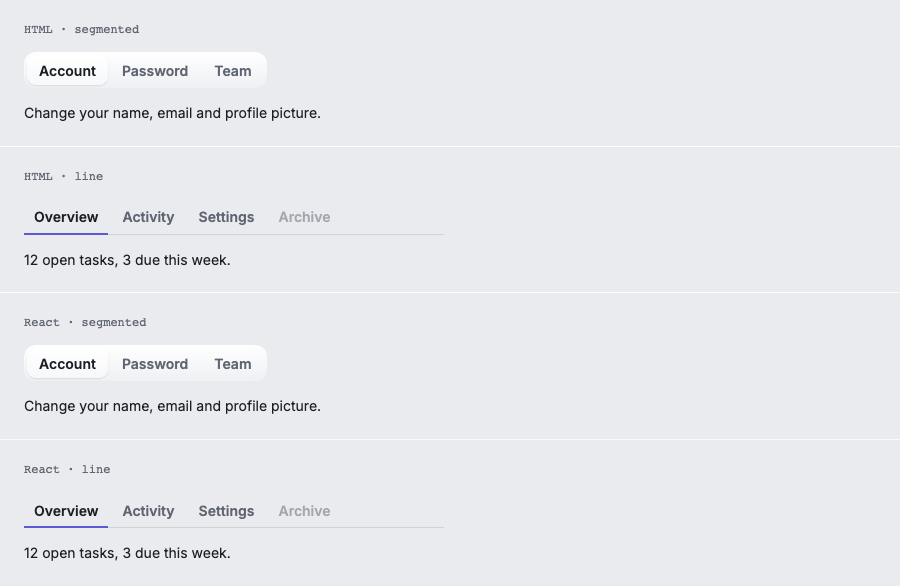 HTML · segmented
Account Password Team
Change your name, email and profile picture.
HTML · line
Overview Activity Settings Archive
12 open tasks, 3 due this week.
React · segmented
Account Password Team
Change your name, email and profile picture.
React · line
Overview Activity Settings Archive
12 open tasks, 3 due this week.